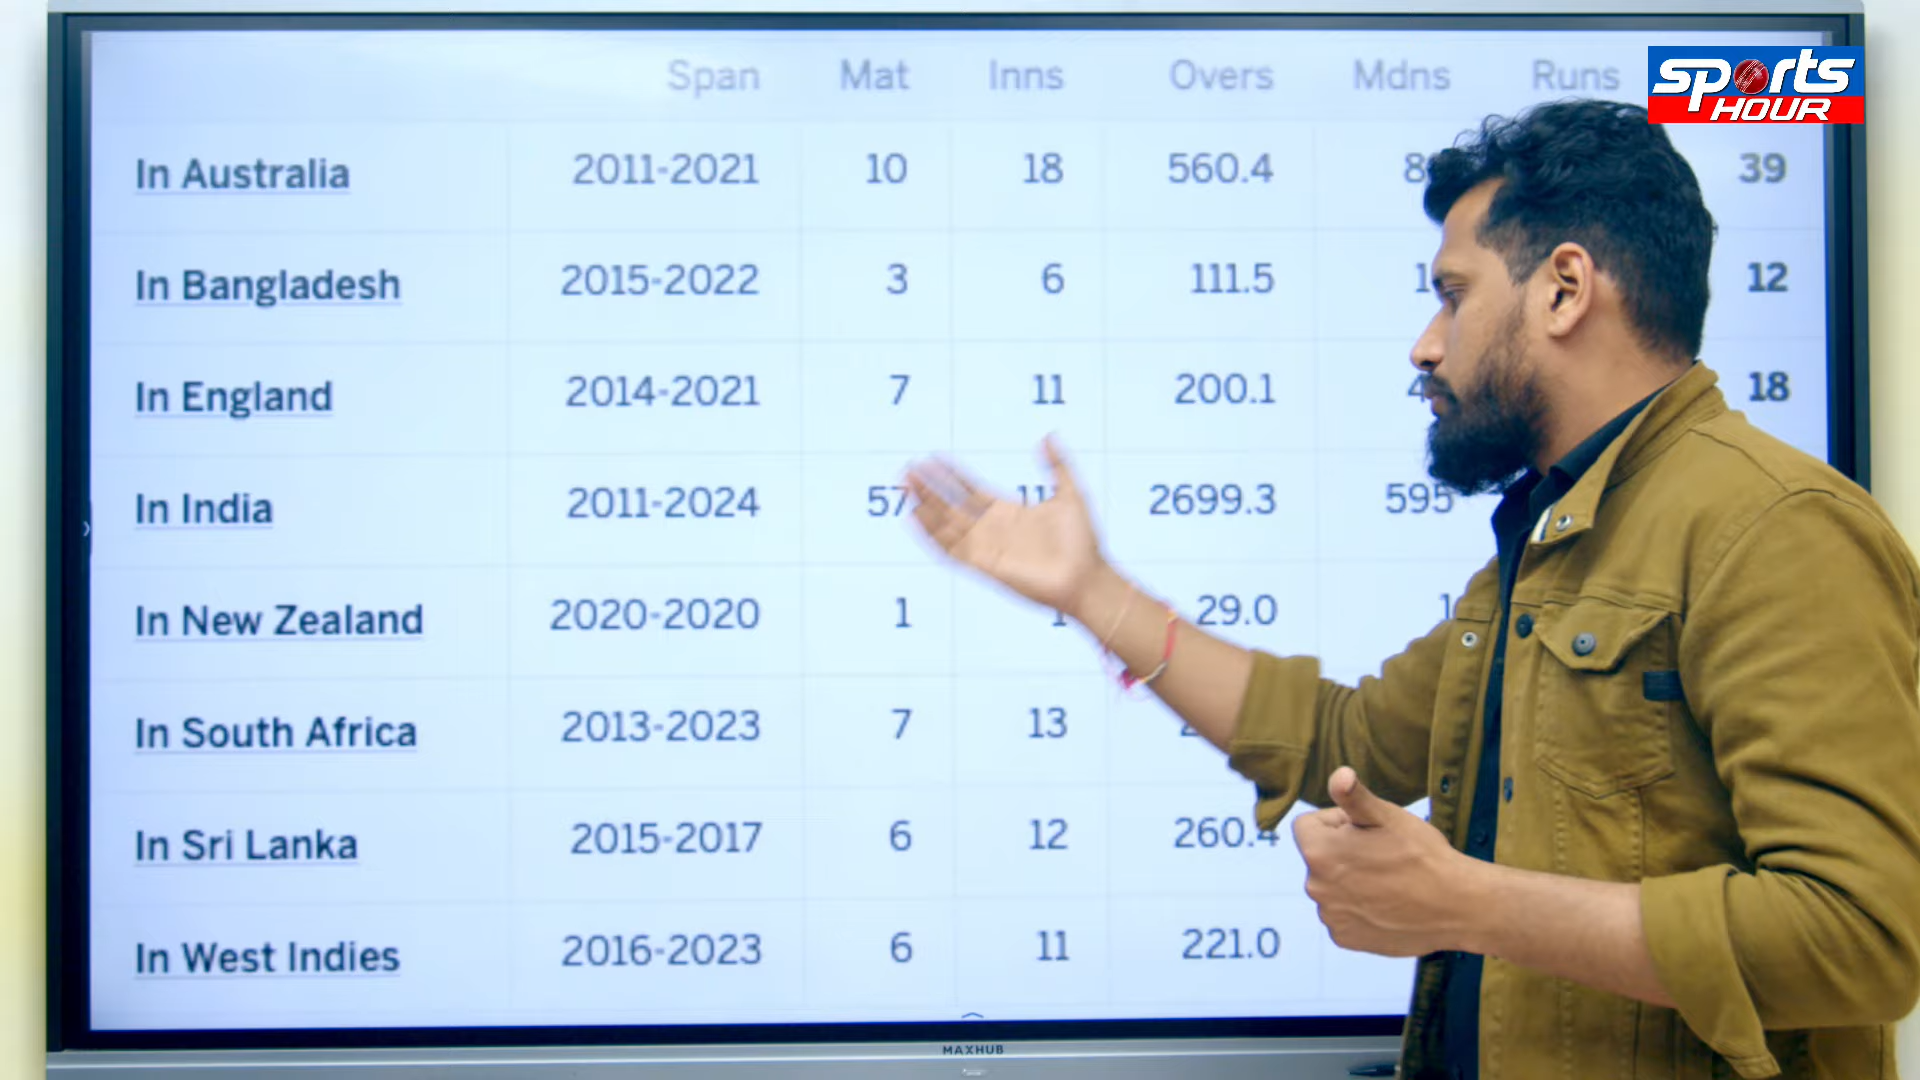 SPORTS
HOUR
Span Mat Inns Overs Mdns Runs
In Australia 2011-2021 10 18 560.4 39
In Bangladesh 2015-2022 3 6 111.5 12
In England 2014-2021 7 11 200.1 18
In India 2011-2024 57 2699.3 595
In New Zealand 2020-2020 1 29.0
In South Africa 2013-2023 7 13
In Sri Lanka 2015-2017 6 12 260.4
In West Indies 2016-2023 6 11 221.0
MAXHUB